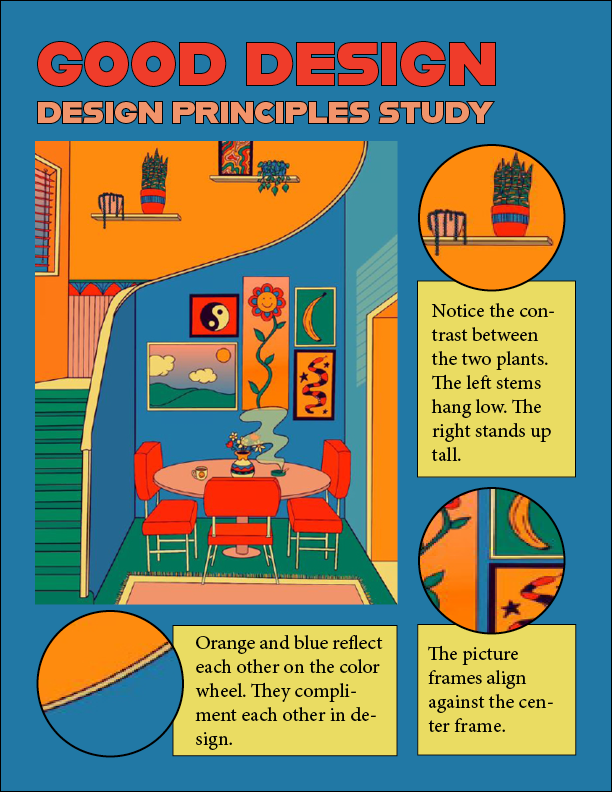 GOOD DESIGN
DESIGN PRINCIPLES STUDY
Notice the con-
trast between
the two plants.
The left stems
hang low. The
right stands up
tall.
Orange and blue reflect
each other on the color
wheel. They compli-
ment each other in de-
sign.
The picture
frames align
against the cen-
ter frame.